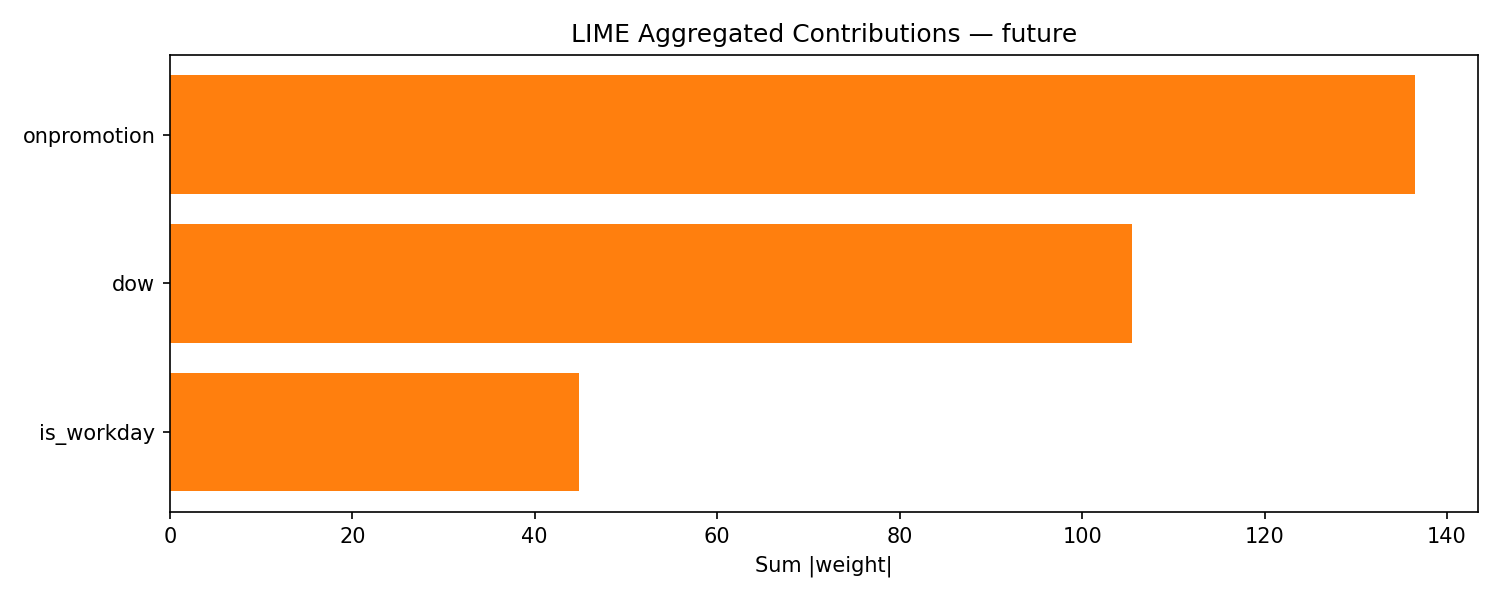 LIME Aggregated Contributions — future
onpromotion
dow
is_workday
0 20 40 60 80 100 120 140
Sum |weight|